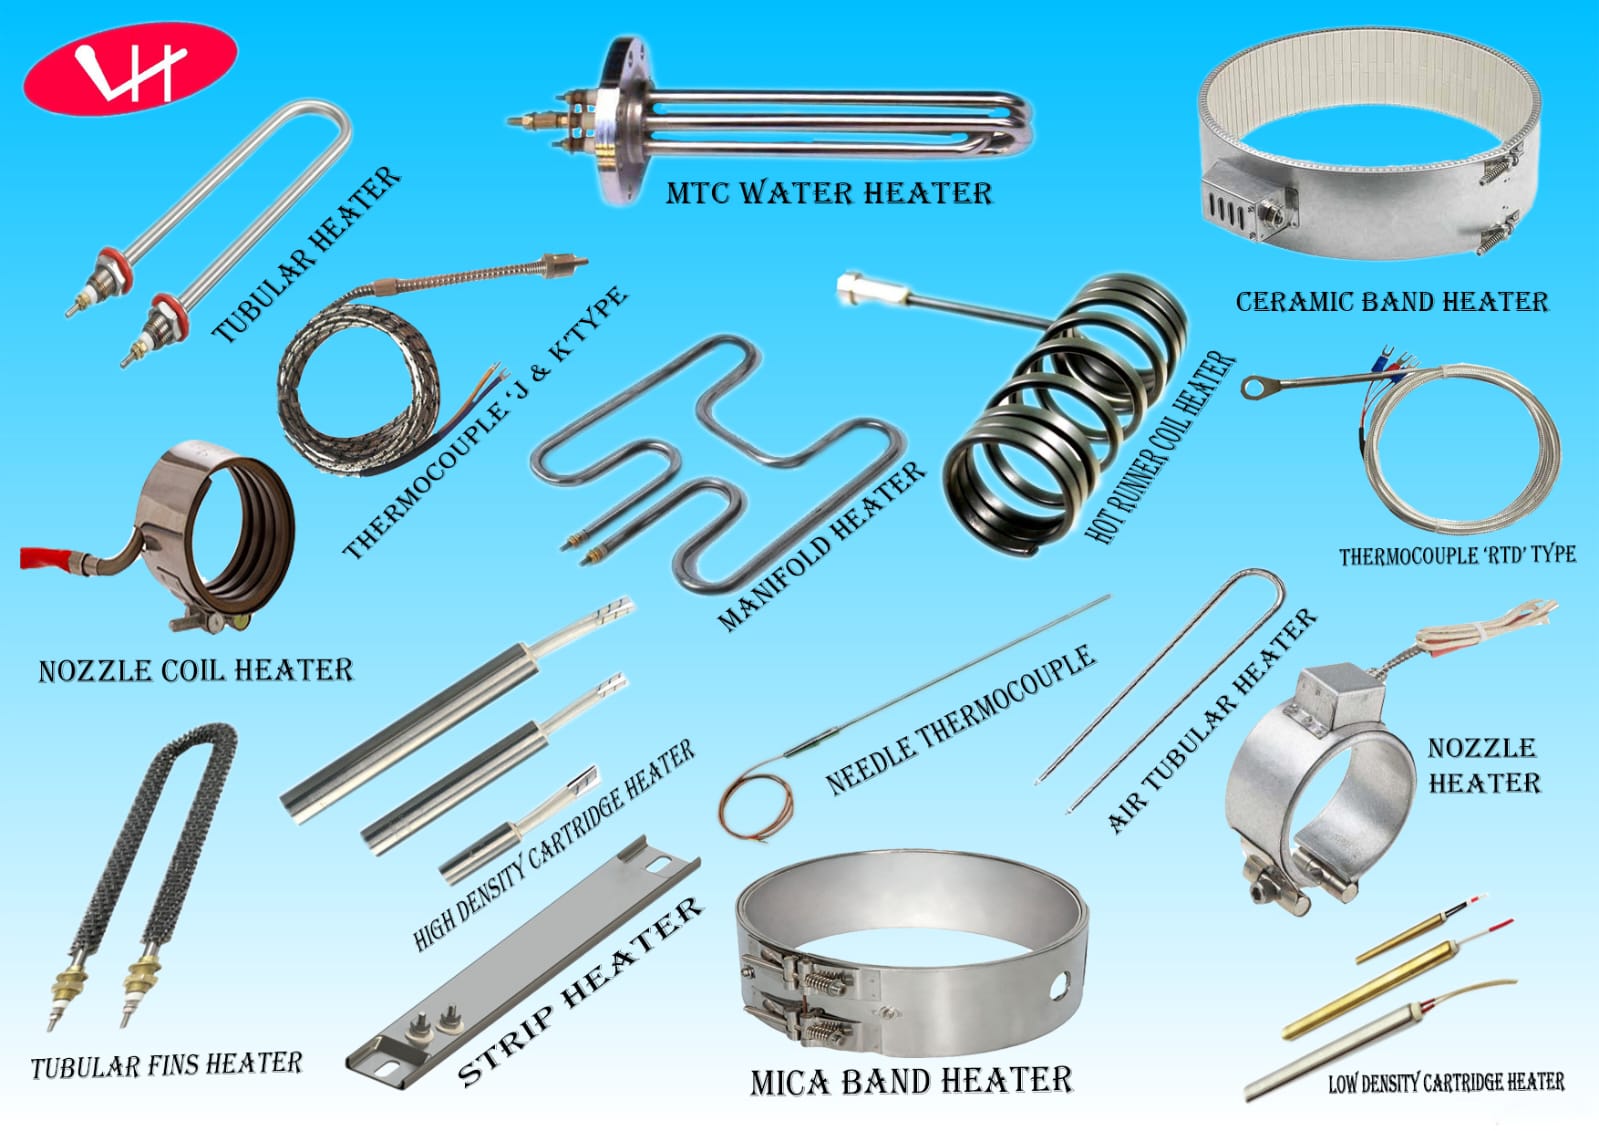 VH
MTC WATER HEATER
TUBULAR HEATER
CERAMIC BAND HEATER
THERMOCOUPLE 'J & K'TYPE
HOT RUNNER COIL HEATER
MANIFOLD HEATER
THERMOCOUPLE 'RTD' TYPE
NOZZLE COIL HEATER
NEEDLE THERMOCOUPLE
AIR TUBULAR HEATER
NOZZLE
HEATER
HIGH DENSITY CARTRIDGE HEATER
STRIP HEATER
TUBULAR FINS HEATER
MICA BAND HEATER
LOW DENSITY CARTRIDGE HEATER